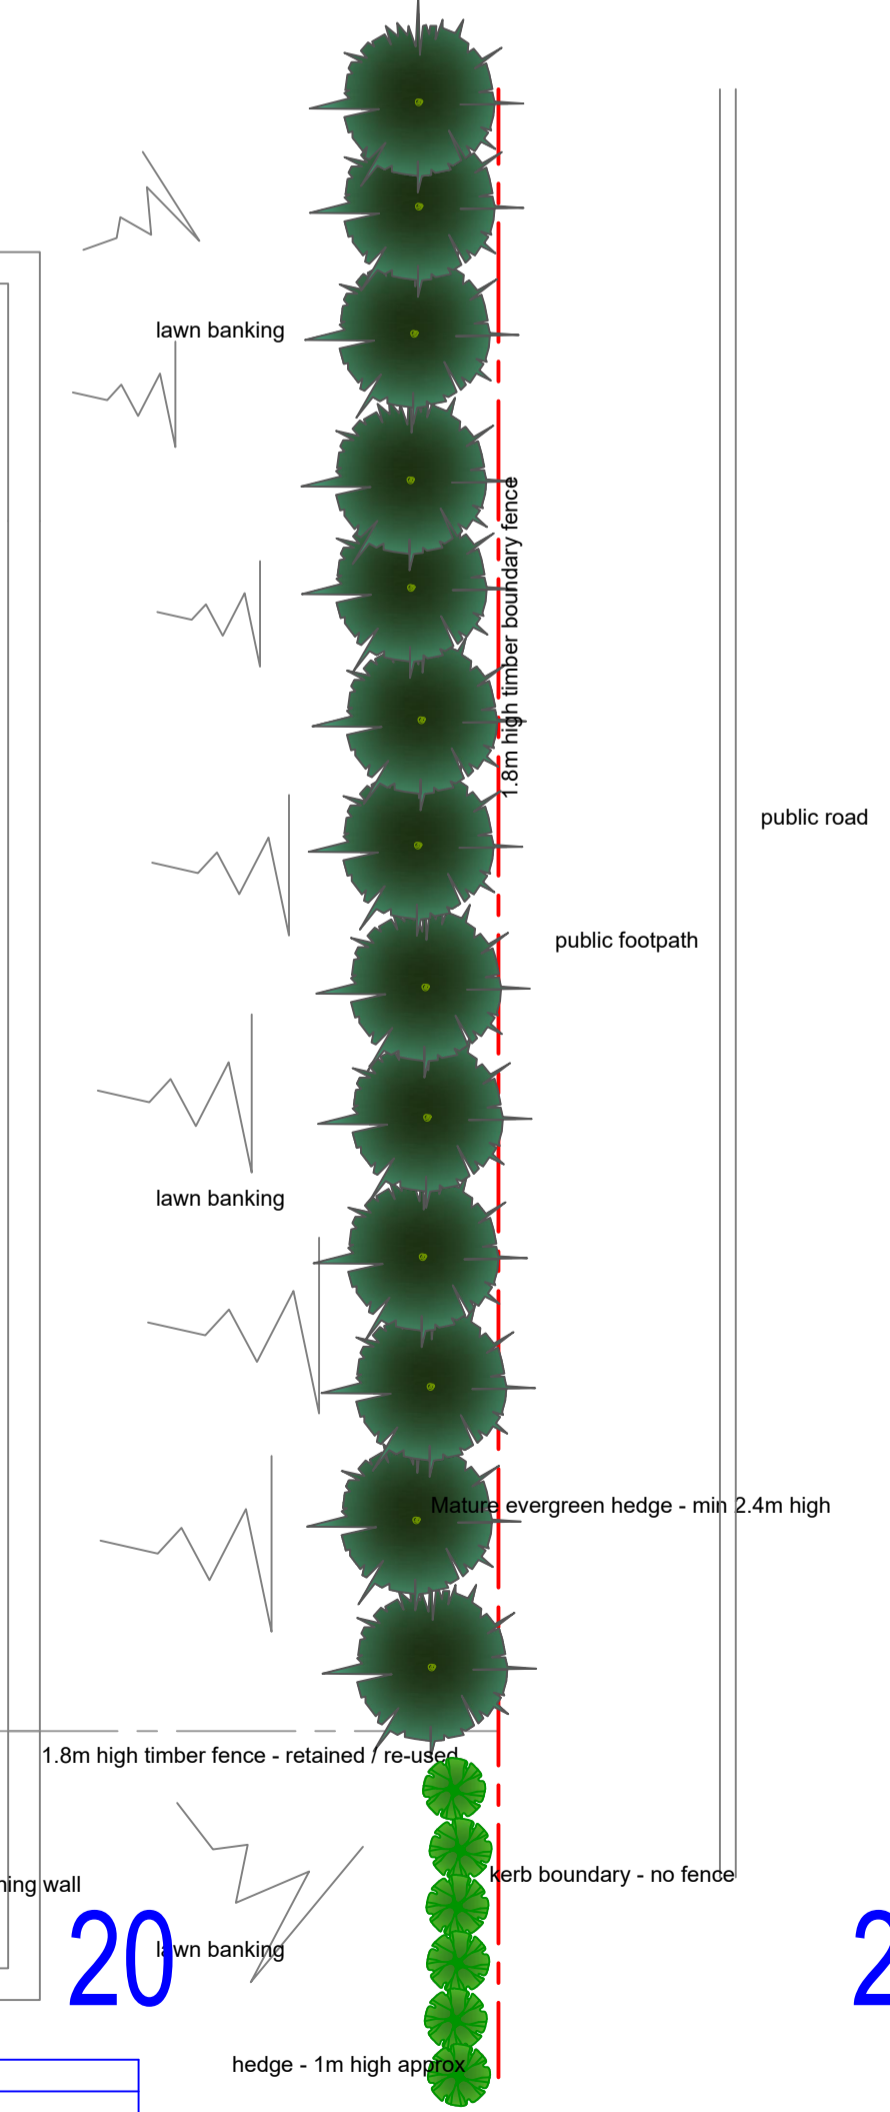 lawn banking
1.8m high timber boundary fence
public road
public footpath
lawn banking
Mature evergreen hedge - min 2.4m high
1.8m high timber fence - retained / re-used
kerb boundary - no fence
ning wall
20
2
lawn banking
hedge - 1m high approx